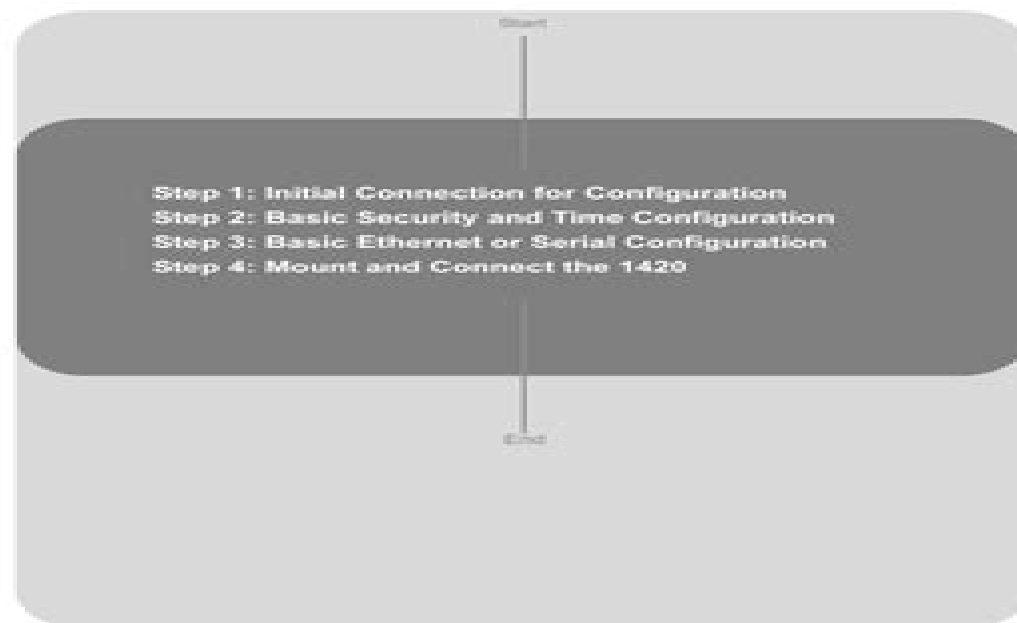 Start
Step 1: Initial Connection for Configuration
Step 2: Basic Security and Time Configuration
Step 3: Basic Ethernet or Serial Configuration
Step 4: Mount and Connect the 1420
End